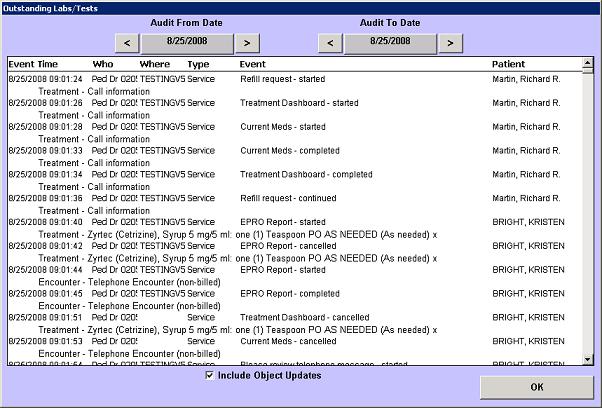 Outstanding Labs/Tests
Audit From Date Audit To Date
< 8/25/2008 > < 8/25/2008 >
Event Time Who Where Type Event Patient
8/25/2008 09:01:24 Ped Dr 020 TESTINGV5 Service Refill request - started Martin, Richard R.
Treatment - Call information
8/25/2008 09:01:26 Ped Dr 020 TESTINGV5 Service Treatment Dashboard - started Martin, Richard R.
Treatment - Call information
8/25/2008 09:01:28 Ped Dr 020 TESTINGV5 Service Current Meds - started Martin, Richard R.
Treatment - Call information
8/25/2008 09:01:33 Ped Dr 020 TESTINGV5 Service Current Meds - completed Martin, Richard R.
Treatment - Call information
8/25/2008 09:01:34 Ped Dr 020 TESTINGV5 Service Treatment Dashboard - completed Martin, Richard R.
Treatment - Call information
8/25/2008 09:01:36 Ped Dr 020 TESTINGV5 Service Refill request - continued Martin, Richard R.
Treatment - Call information
8/25/2008 09:01:40 Ped Dr 020 TESTINGV5 Service EPRO Report - started BRIGHT, KRISTEN
Treatment - Zyrtec (Cetrizine), Syrup 5 mg/5 ml: one (1) Teaspoon PO AS NEEDED (As needed) x
8/25/2008 09:01:42 Ped Dr 020 TESTINGV5 Service EPRO Report - cancelled BRIGHT, KRISTEN
Treatment - Zyrtec (Cetrizine), Syrup 5 mg/5 ml: one (1) Teaspoon PO AS NEEDED (As needed) x
8/25/2008 09:01:44 Ped Dr 020 TESTINGV5 Service EPRO Report - started BRIGHT, KRISTEN
Encounter - Telephone Encounter (non-billed)
8/25/2008 09:01:45 Ped Dr 020 TESTINGV5 Service EPRO Report - completed BRIGHT, KRISTEN
Encounter - Telephone Encounter (non-billed)
8/25/2008 09:01:51 Ped Dr 020 Service Treatment Dashboard - cancelled BRIGHT, KRISTEN
Treatment - Zyrtec (Cetrizine), Syrup 5 mg/5 ml: one (1) Teaspoon PO AS NEEDED (As needed) x
8/25/2008 09:01:53 Ped Dr 020 TESTINGV5 Service Current Meds - cancelled BRIGHT, KRISTEN
Encounter - Telephone Encounter (non-billed)
Ped Dr 020 TESTINGV5 Service Please review telephone message - started BRIGHT, KRISTEN
Include Object Updates
OK